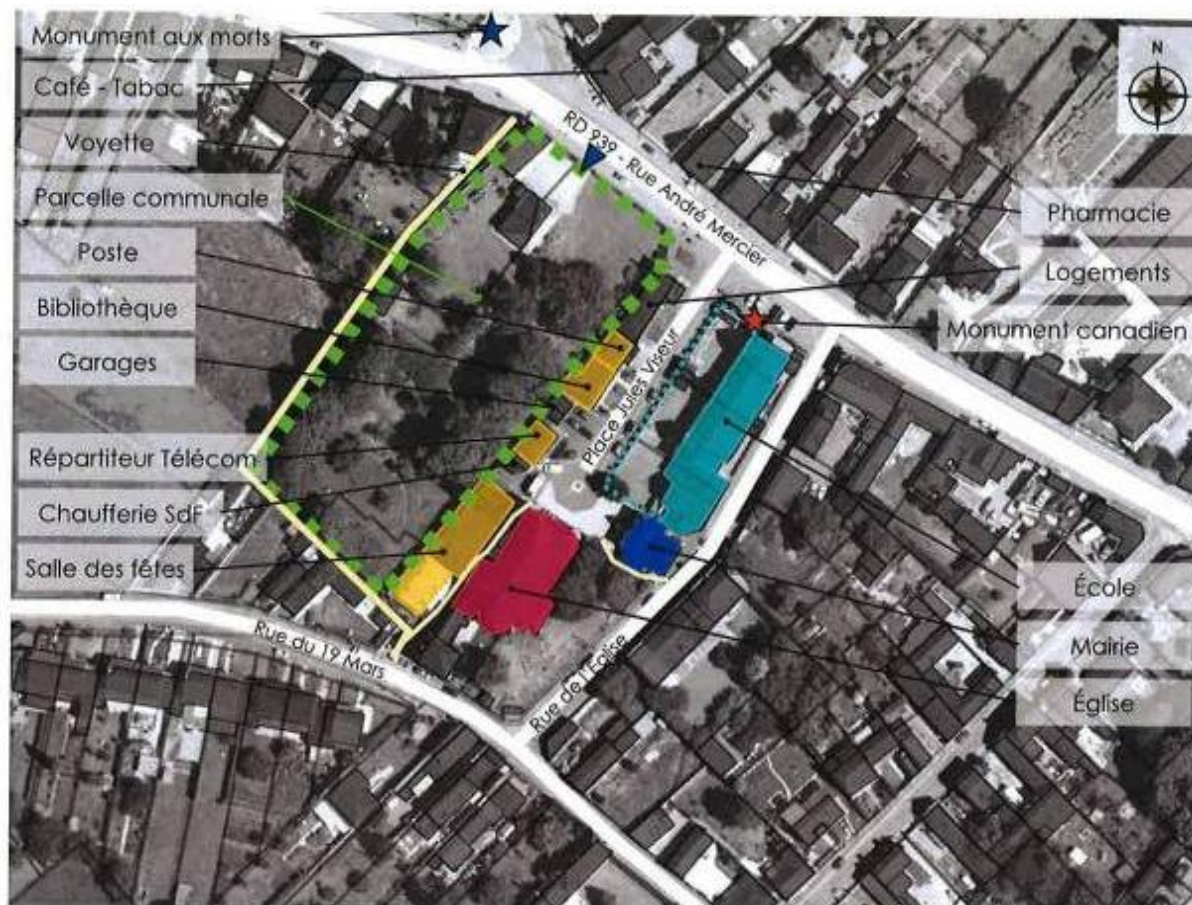 Monument aux morts
Café - Tabac
Voyette
Parcelle communale
Poste
Bibliothèque
Garages
Répartiteur Télécom
Chaufferie SdF
Salle des fêtes
N
RD 939 - Rue André Mercier
Pharmacie
Logements
Monument canadien
Place Jules Viseur
École
Mairie
Église
Rue du 19 Mars
Rue de l'Eglise